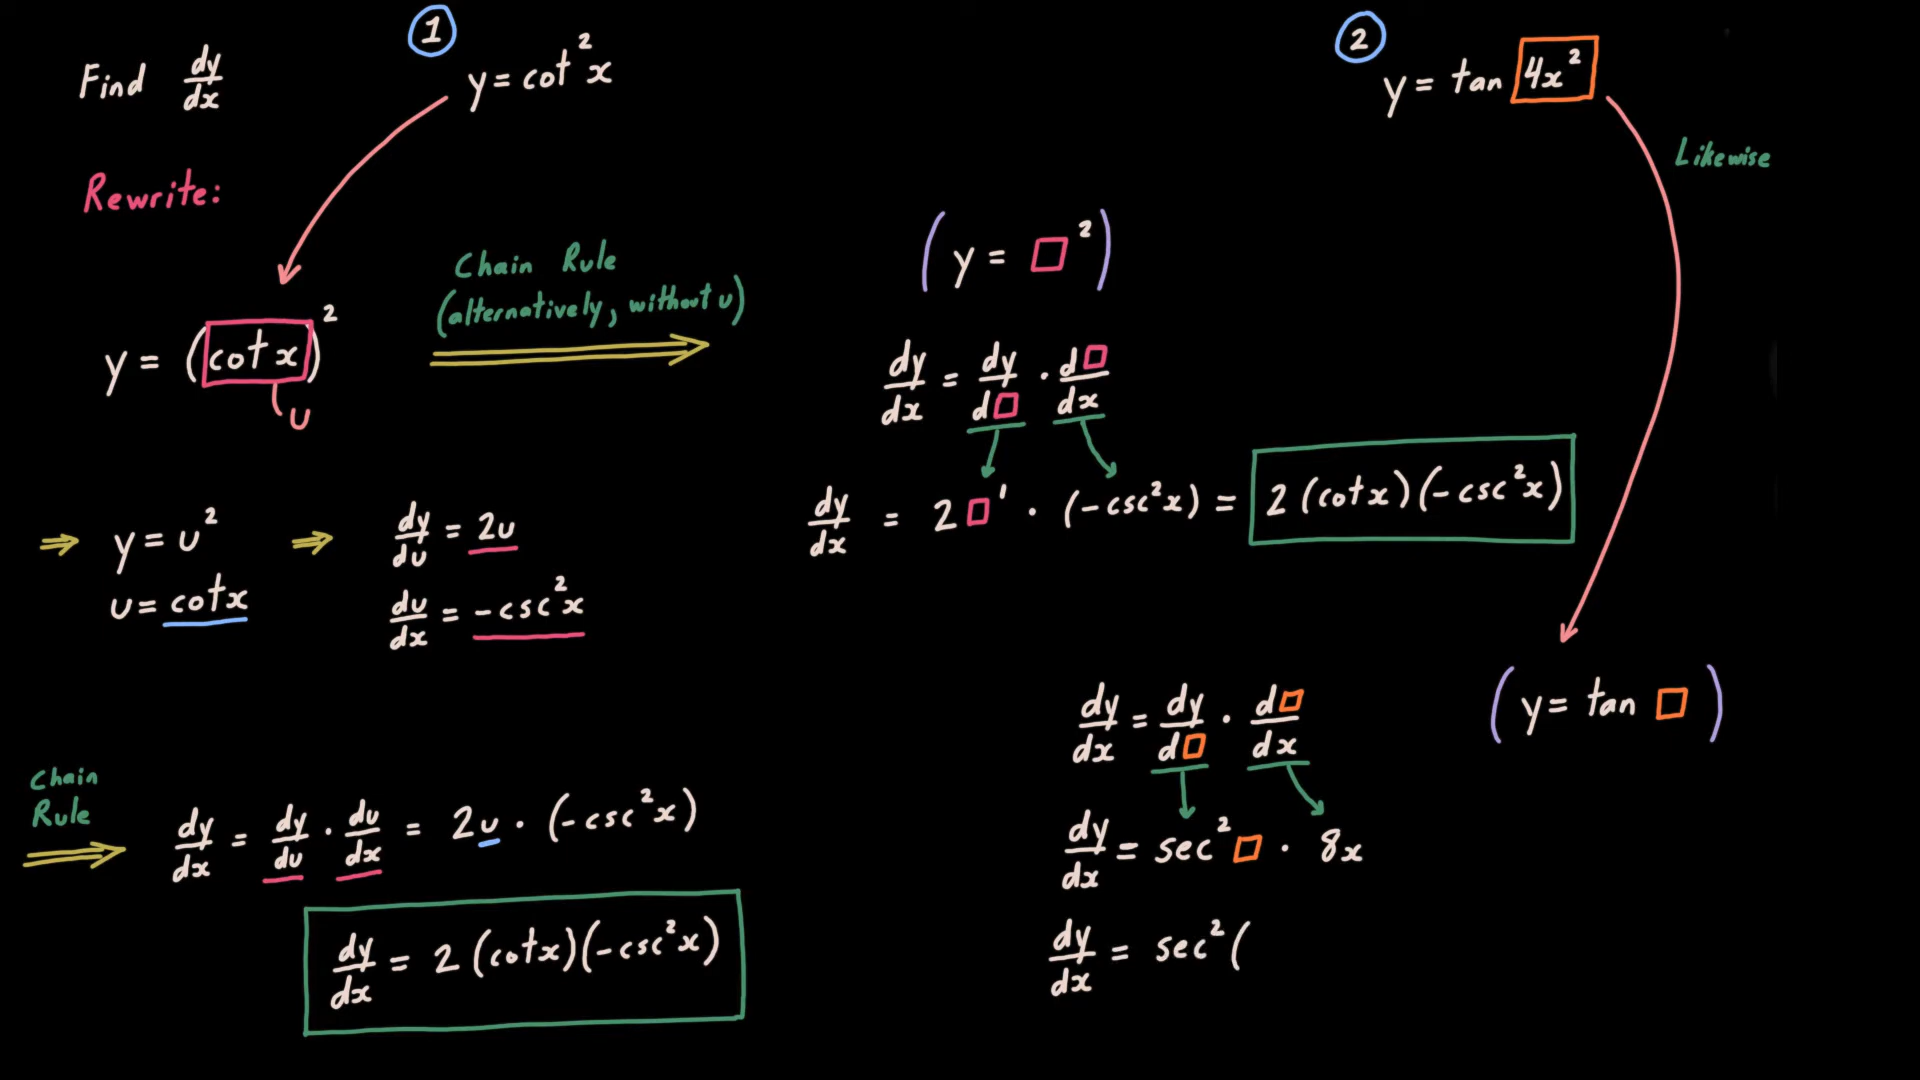 Find dy/dx
① y = cot²x
Rewrite:
y = (cot x)²
u
⇒ y = u²
u = cotx
⇒ dy/du = 2u
du/dx = -csc²x
Chain Rule
dy/dx = dy/du · du/dx = 2u · (-csc²x)
dy/dx = 2 (cotx)(-csc²x)
Chain Rule
(alternatively, without u)
(y = □²)
dy/dx = dy/d□ · d□/dx
dy/dx = 2□¹ · (-csc²x) = 2 (cotx)(-csc²x)
② y = tan 4x²
Likewise
(y = tan □)
dy/dx = dy/d□ · d□/dx
dy/dx = sec²□ · 8x
dy/dx = sec²(